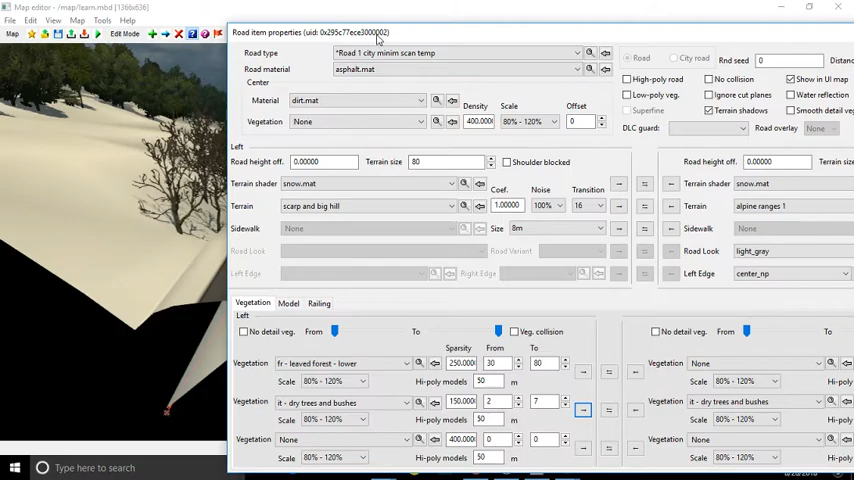 Map editor - /map/learn.mbd [1366x636]
File Edit View Map Tools Help
Map Edit Mode
Road item properties (uid: 0x295c77ece3000002)
Road type *Road 1 city minim scan temp Road City road Rnd seed 0 Distanc
Road material asphalt.mat
Center High-poly road No collision Show in UI map
Material dirt.mat Density Scale Offset Low-poly veg. Ignore cut planes Water reflection
Vegetation None 400.000 80% - 120% 0 Superfine Terrain shadows Smooth detail veg
DLC guard: Road overlay None
Left
Road height off. 0.00000 Terrain size 80 Shoulder blocked Road height off. 0.00000 Terrain size
Terrain shader snow.mat Coef. Noise Transition Terrain shader snow.mat
Terrain scarp and big hill 1.00000 100% 16 Terrain alpine ranges 1
Sidewalk None Size 8m Sidewalk None
Road Look Road Variant Road Look light_gray
Left Edge Right Edge Left Edge center_np
Vegetation Model Railing
Left
No detail veg. From To Veg. collision No detail veg. From
Sparsity From To
Vegetation fr - leaved forest - lower 250.000 30 80 Vegetation None
Scale 80% - 120% Hi-poly models 50 m Scale 80% - 120% Hi-poly
Vegetation it - dry trees and bushes 150.000 2 7 Vegetation it - dry trees and bushes
Scale 80% - 120% Hi-poly models 50 m Scale 80% - 120% Hi-poly
Vegetation None 400.000 0 0 Vegetation None
Scale 80% - 120% Hi-poly models 50 m Scale 80% - 120% Hi-poly
Type here to search